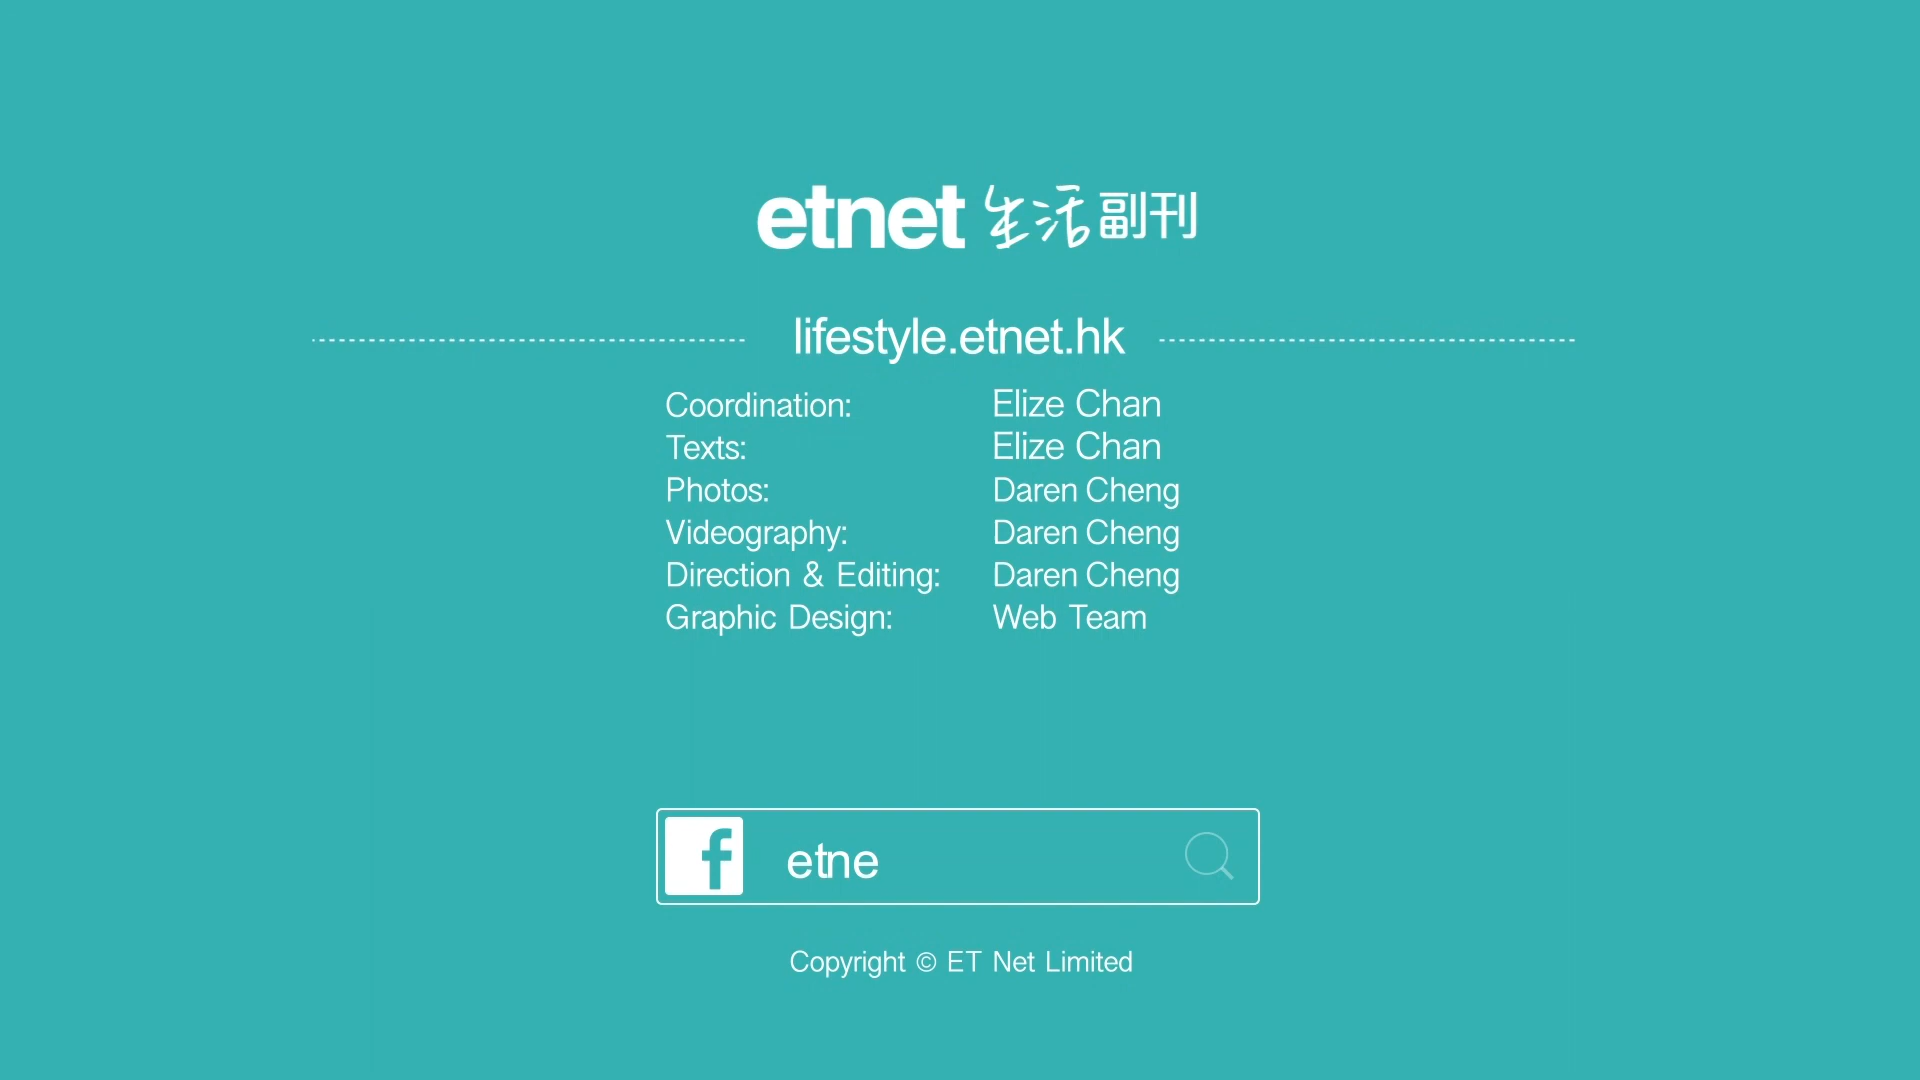 etnet 生活副刊
lifestyle.etnet.hk
Coordination: Elize Chan
Texts: Elize Chan
Photos: Daren Cheng
Videography: Daren Cheng
Direction & Editing: Daren Cheng
Graphic Design: Web Team
f etne
Copyright © ET Net Limited